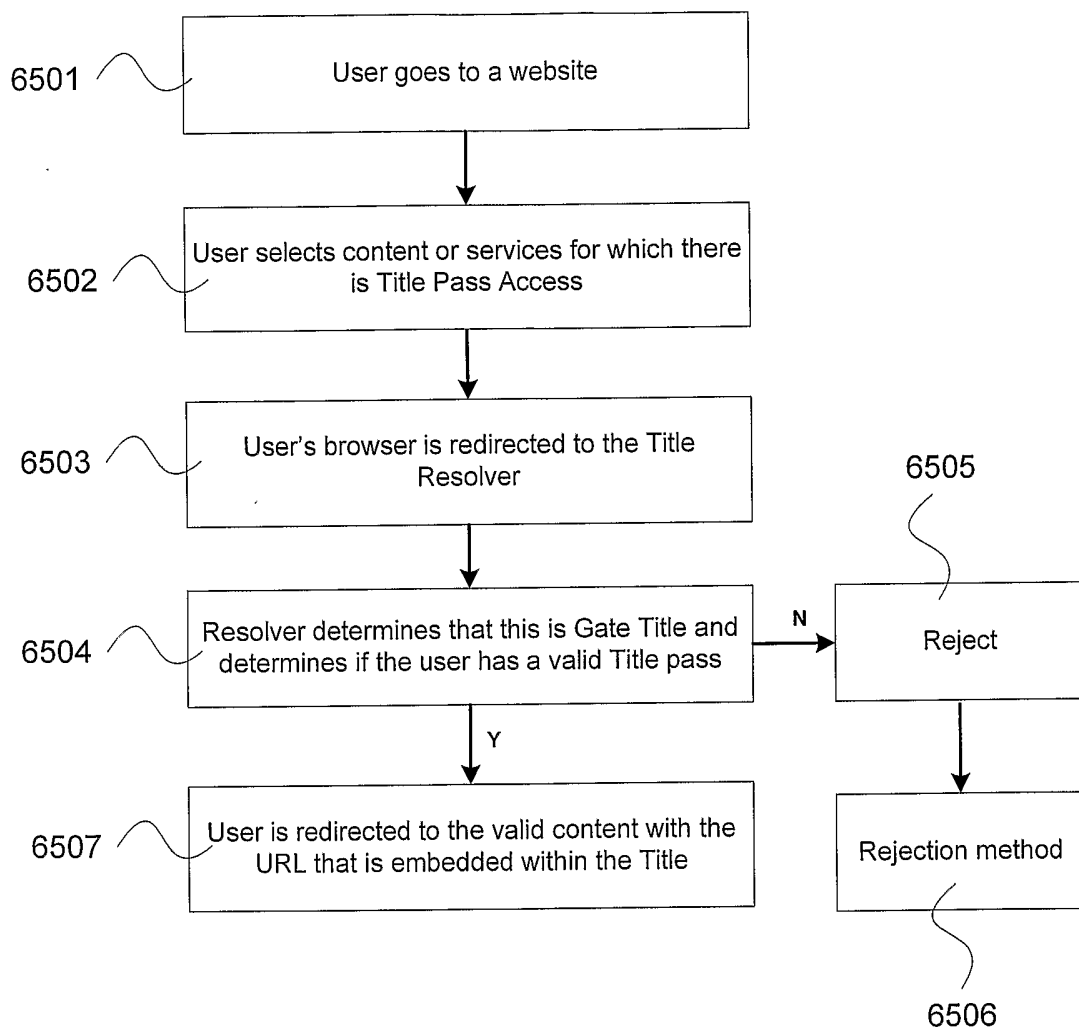 6501
User goes to a website
6502
User selects content or services for which there
is Title Pass Access
6503
User's browser is redirected to the Title
Resolver
6505
6504
Resolver determines that this is Gate Title and
determines if the user has a valid Title pass
N
Reject
Y
6507
User is redirected to the valid content with the
URL that is embedded within the Title
Rejection method
6506